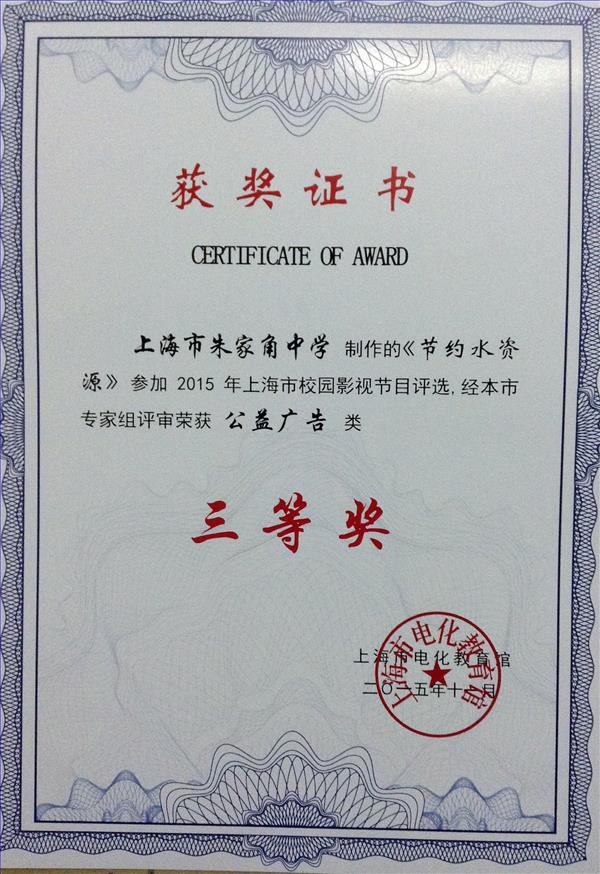 获奖证书
CERTIFICATE OF AWARD
上海市朱家角中学 制作的《节约水资
源》参加 2015 年上海市校园影视节目评选,经本市
专家组评审荣获 公益广告 类
三等奖
上海市电化教育馆
上海市电化教育馆
二〇一五年十
月